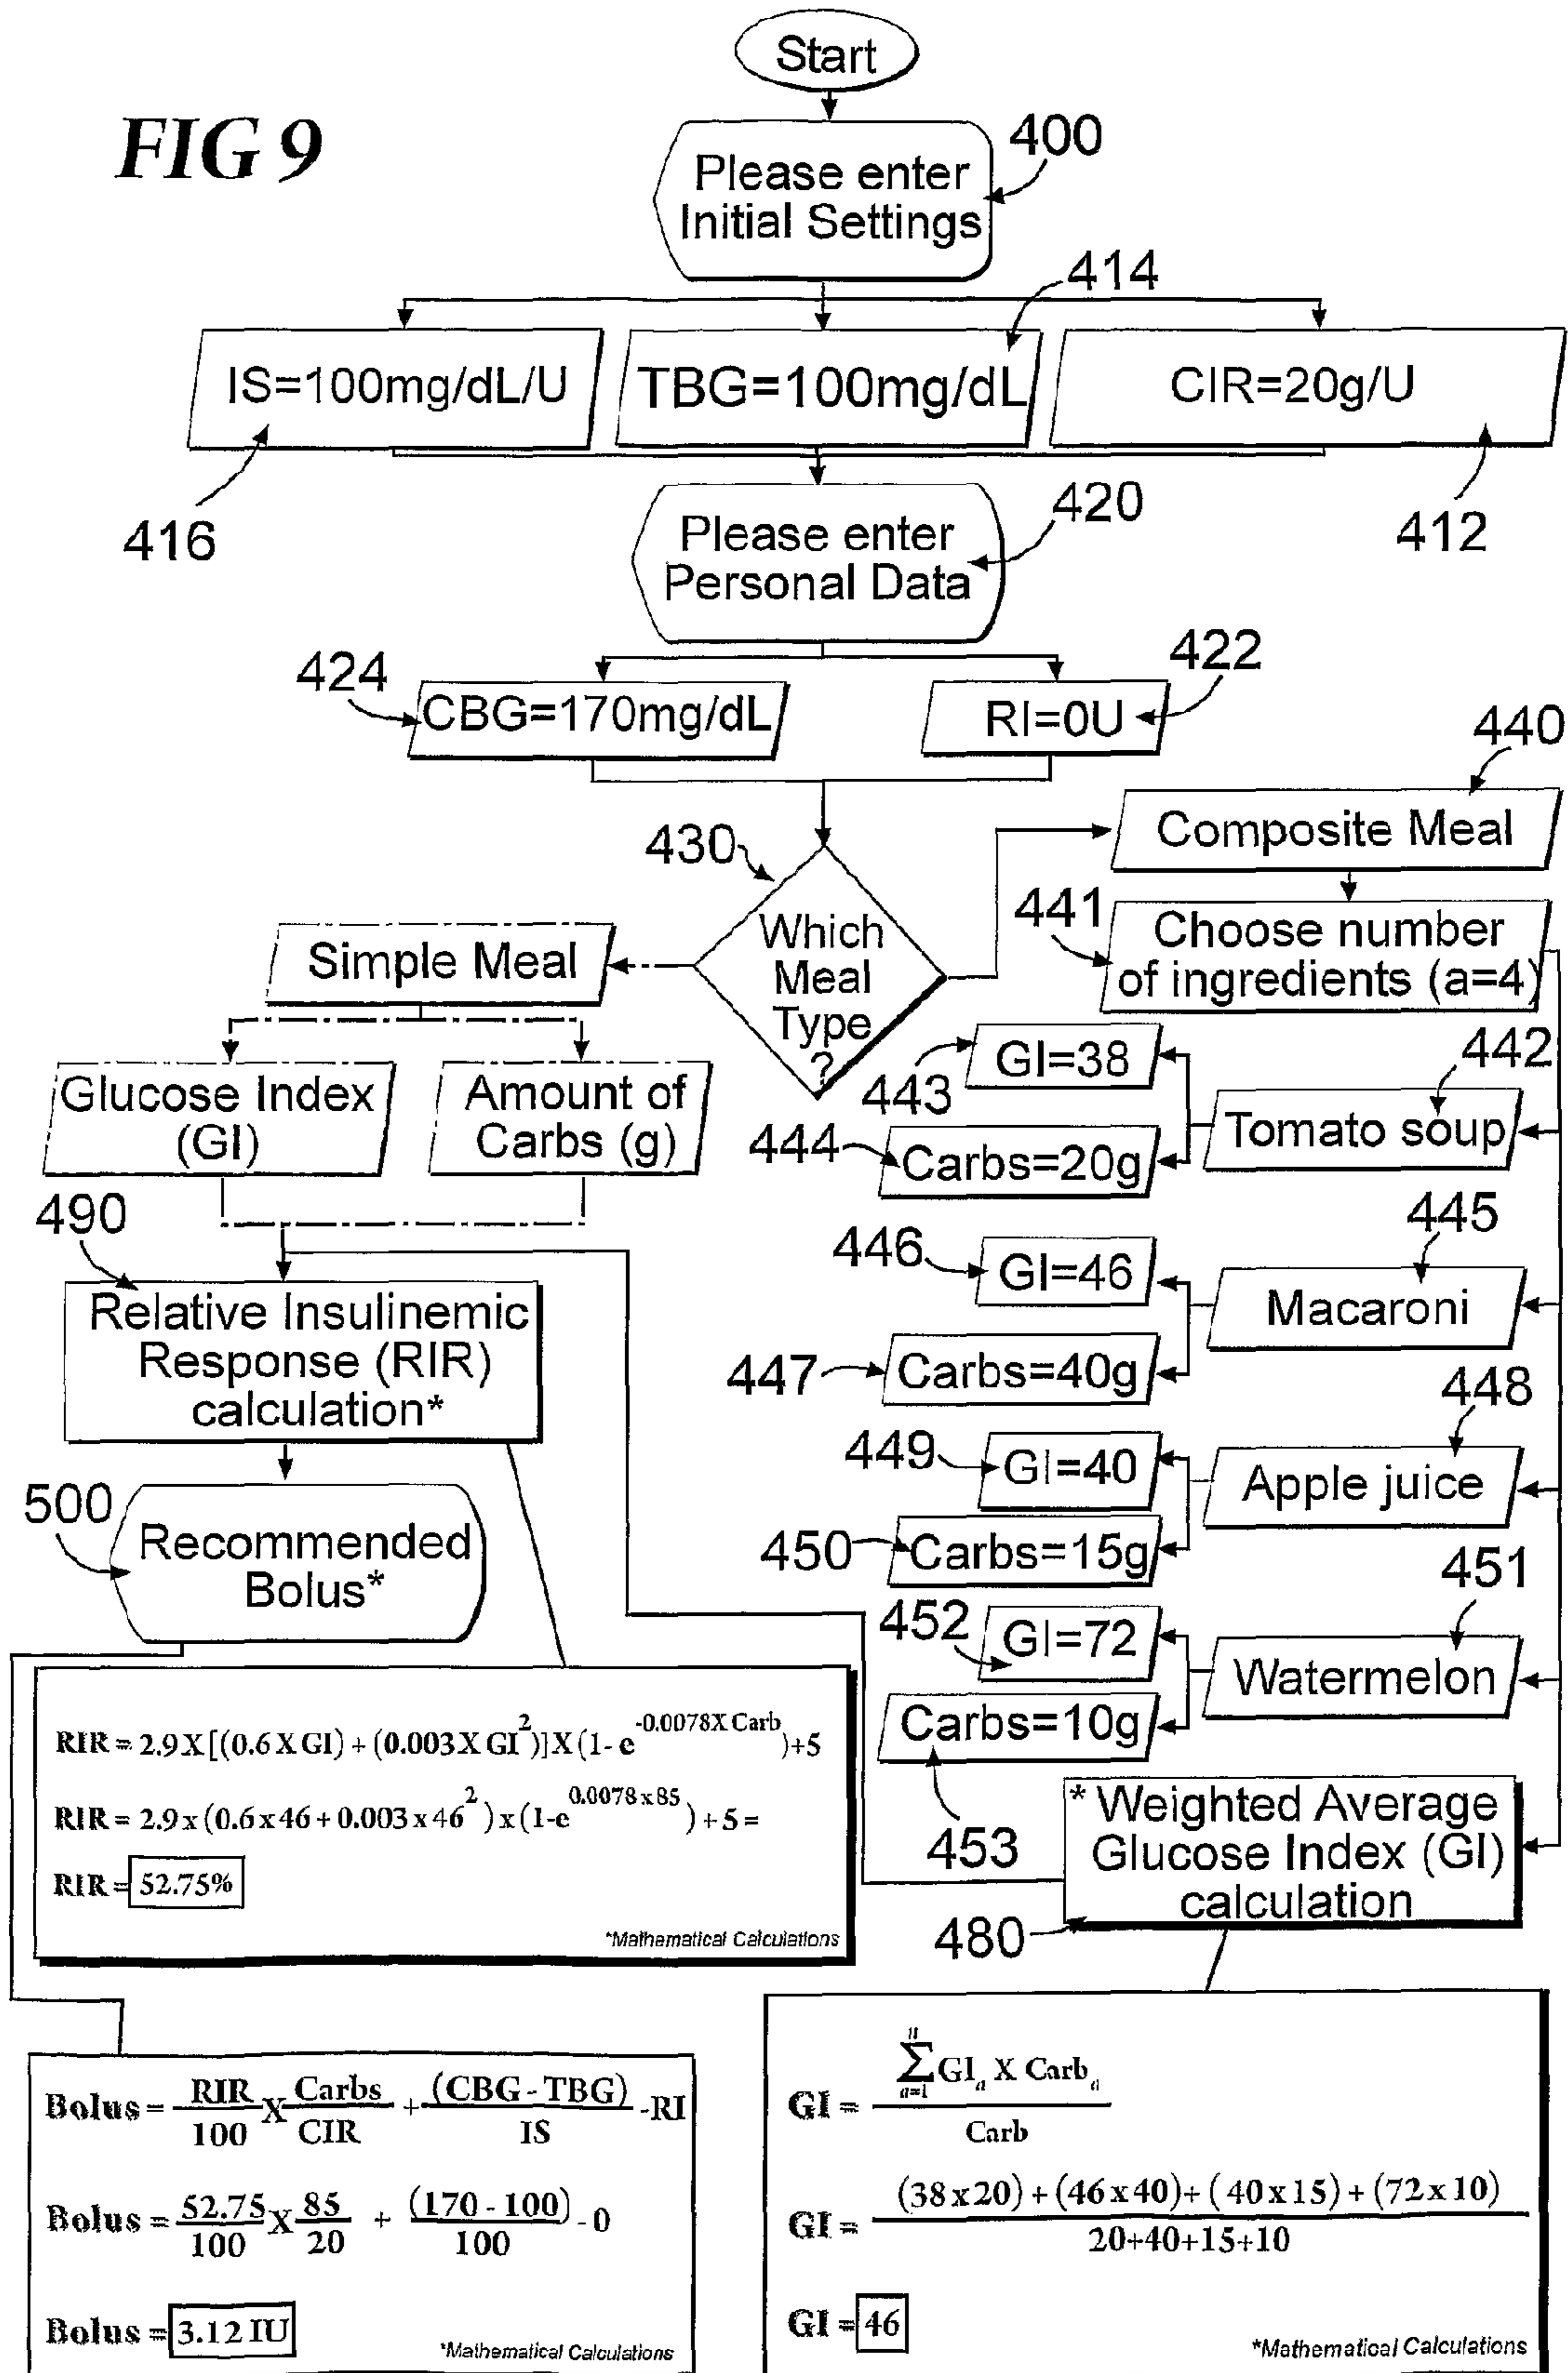 FIG 9
Start
400
Please enter
Initial Settings
414
IS=100mg/dL/U
TBG=100mg/dL
CIR=20g/U
416
420
412
Please enter
Personal Data
424
422
CBG=170mg/dL
RI=0U
440
Composite Meal
430
441
Choose number
of ingredients (a=4)
Which
Meal
Type
?
Simple Meal
443
GI=38
442
Tomato soup
444
Carbs=20g
Glucose Index
(GI)
Amount of
Carbs (g)
490
445
446
GI=46
Macaroni
447
Carbs=40g
Relative Insulinemic
Response (RIR)
calculation*
448
449
GI=40
Apple juice
450
Carbs=15g
500
Recommended
Bolus*
451
452
GI=72
Watermelon
Carbs=10g
453
* Weighted Average
Glucose Index (GI)
calculation
480
RIR = 2.9 X [(0.6 X GI) + (0.003 X GI²)] X (1- e^-0.0078X Carb) +5
RIR = 2.9 x (0.6 x 46 + 0.003 x 46²) x (1-e^0.0078 x 85) + 5 =
RIR = 52.75%
*Mathematical Calculations
Bolus = RIR/100 X Carbs/CIR + (CBG - TBG)/IS -RI
Bolus = 52.75/100 X 85/20 + (170 - 100)/100 - 0
Bolus = 3.12 IU
*Mathematical Calculations
GI = n ∑ a=1 GIa X Carba / Carb
GI = (38 x 20) + (46 x 40) + ( 40 x 15) + (72 x 10) / 20+40+15+10
GI = 46
*Mathematical Calculations